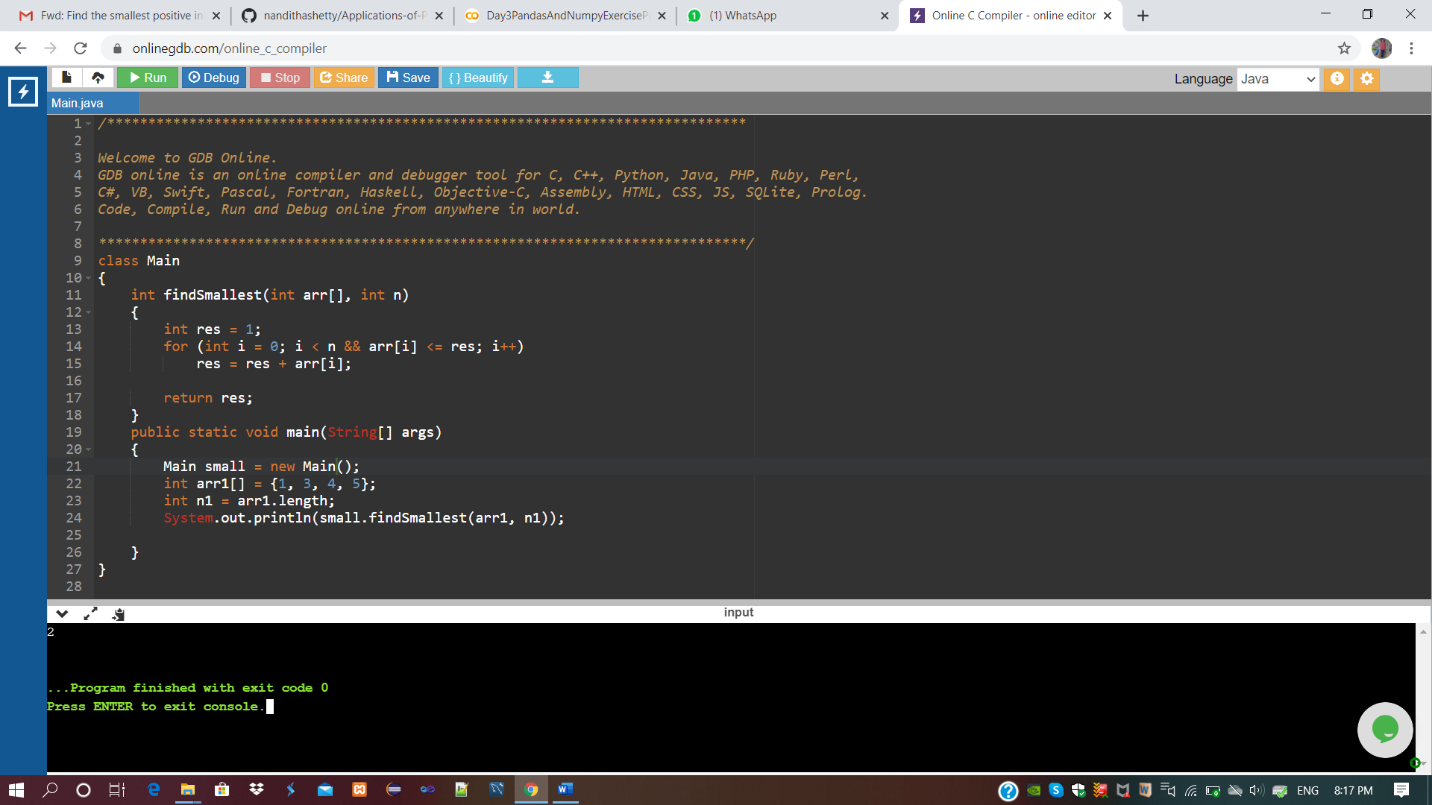 Fwd: Find the smallest positive in
nandithashetty/Applications-of-P
Day3PandasAndNumpyExerciseP
(1) WhatsApp
Online C Compiler - online editor
onlinegdb.com/online_c_compiler
Run Debug Stop Share Save { } Beautify
Language Java
Main.java
1 /******************************************************************************
2
3 Welcome to GDB Online.
4 GDB online is an online compiler and debugger tool for C, C++, Python, Java, PHP, Ruby, Perl,
5 C#, VB, Swift, Pascal, Fortran, Haskell, Objective-C, Assembly, HTML, CSS, JS, SQLite, Prolog.
6 Code, Compile, Run and Debug online from anywhere in world.
7
8 *******************************************************************************/
9 class Main
10 {
11 int findSmallest(int arr[], int n)
12 {
13 int res = 1;
14 for (int i = 0; i < n && arr[i] <= res; i++)
15 res = res + arr[i];
16
17 return res;
18 }
19 public static void main(String[] args)
20 {
21 Main small = new Main();
22 int arr1[] = {1, 3, 4, 5};
23 int n1 = arr1.length;
24 System.out.println(small.findSmallest(arr1, n1));
25
26 }
27 }
28
input
2
...Program finished with exit code 0
Press ENTER to exit console.
ENG 8:17 PM